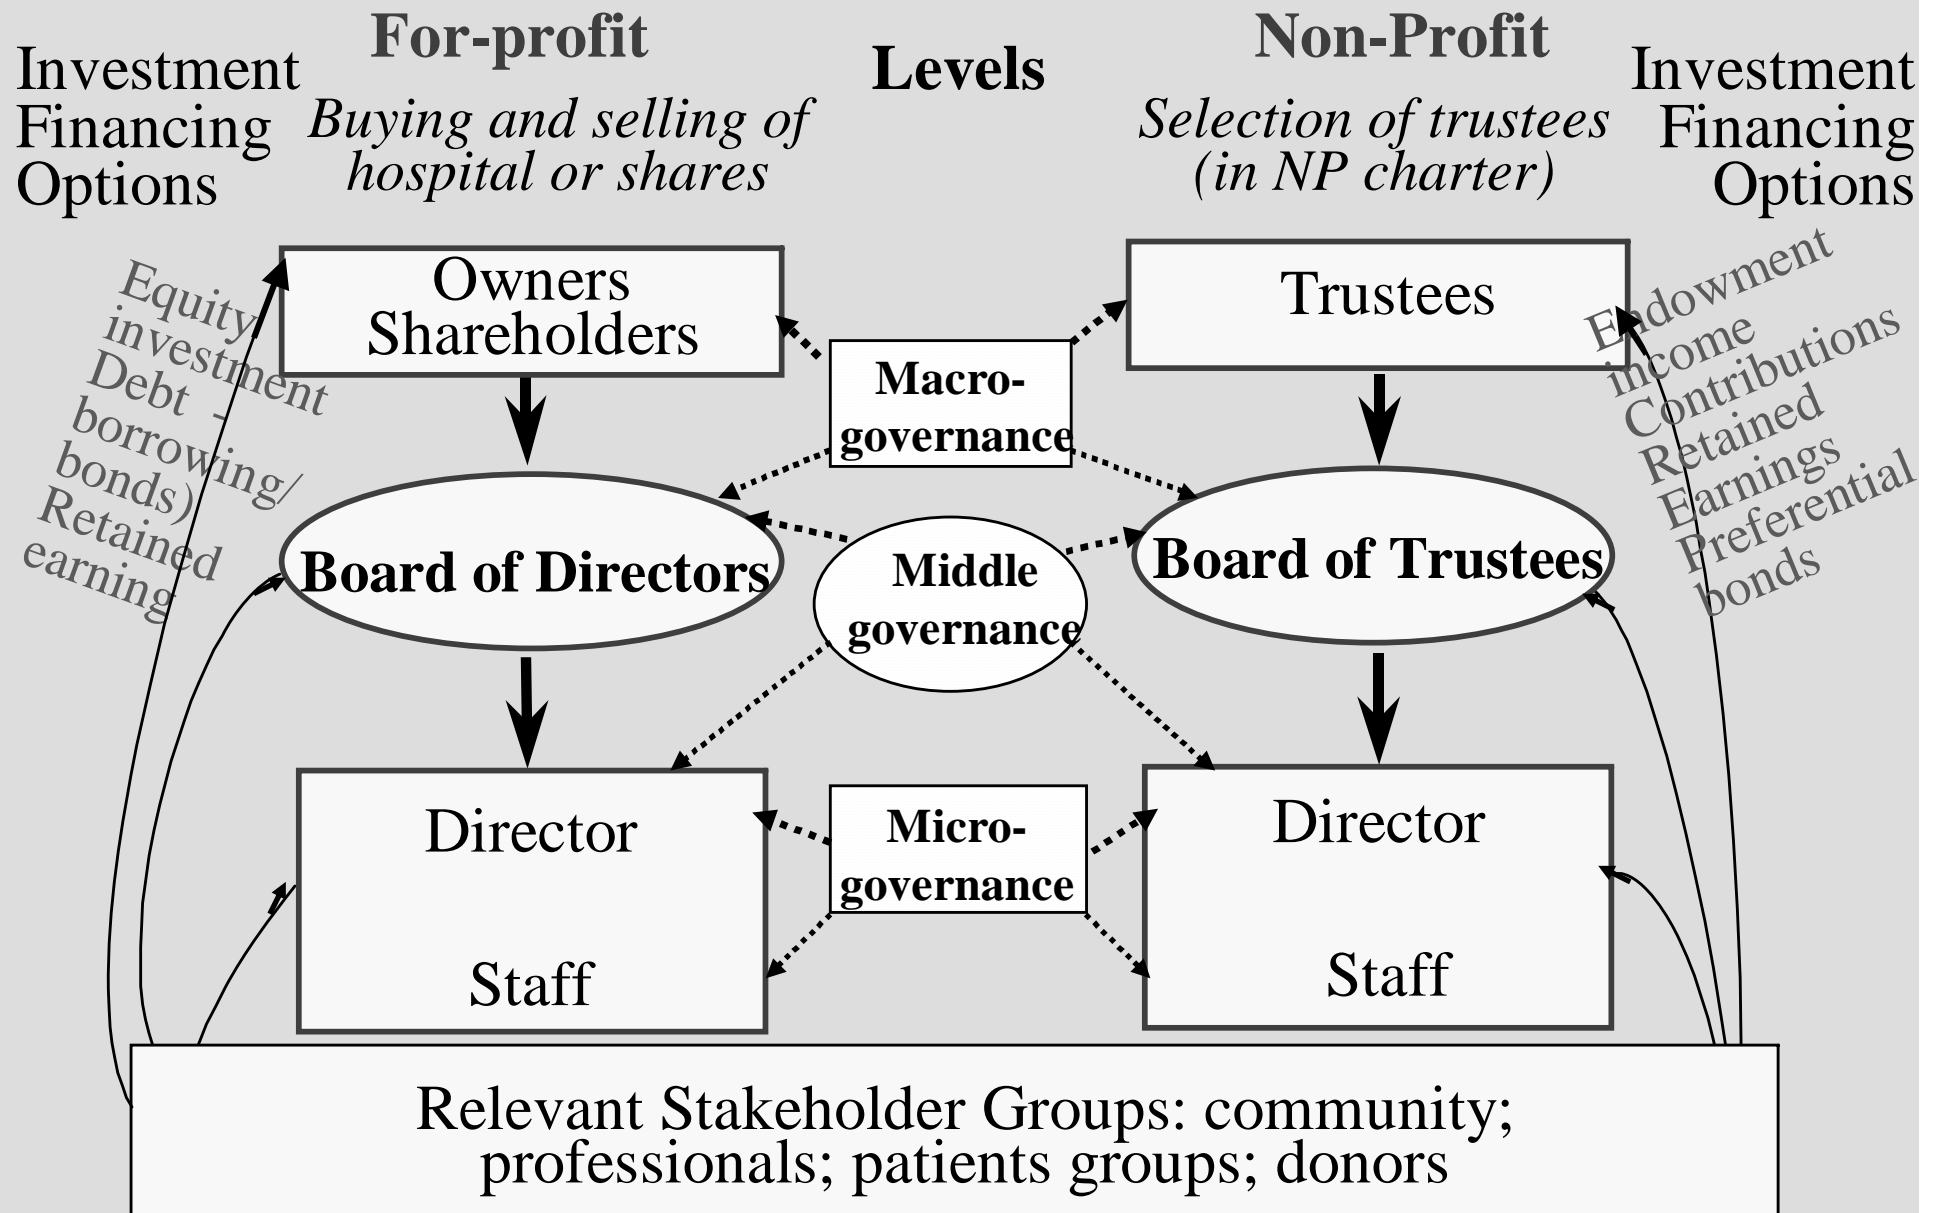 For-profit
Levels
Non-Profit
Investment
Financing
Options
Buying and selling of
hospital or shares
Selection of trustees
(in NP charter)
Investment
Financing
Options
Equity
investment
Debt -
borrowing/
bonds)
Retained
earning
Owners
Shareholders
Trustees
Endowment
income
Contributions
Retained
Earnings
Preferential
bonds
Macro-
governance
Board of Directors
Middle
governance
Board of Trustees
Director
Staff
Micro-
governance
Director
Staff
Relevant Stakeholder Groups: community;
professionals; patients groups; donors